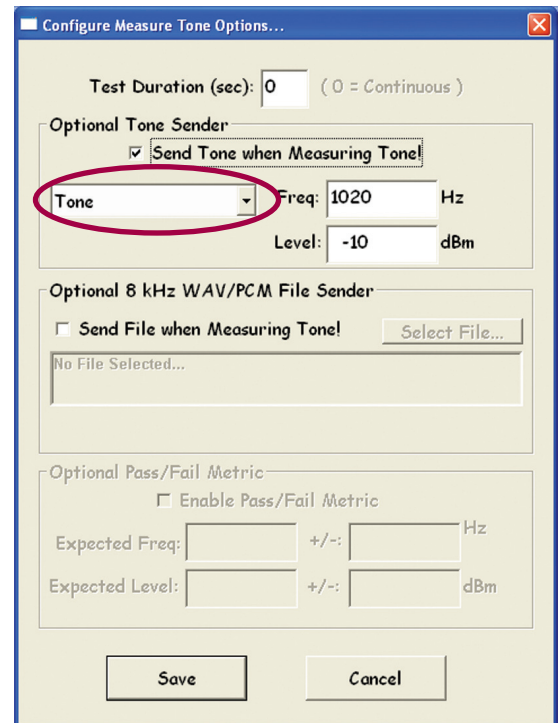 Configure Measure Tone Options...
Test Duration (sec): 0 ( 0 = Continuous )
Optional Tone Sender
Send Tone when Measuring Tone!
Tone Freq: 1020 Hz
Level: -10 dBm
Optional 8 kHz WAV/PCM File Sender
Send File when Measuring Tone! Select File...
No File Selected...
Optional Pass/Fail Metric
Enable Pass/Fail Metric
Expected Freq: +/-: Hz
Expected Level: +/-: dBm
Save Cancel